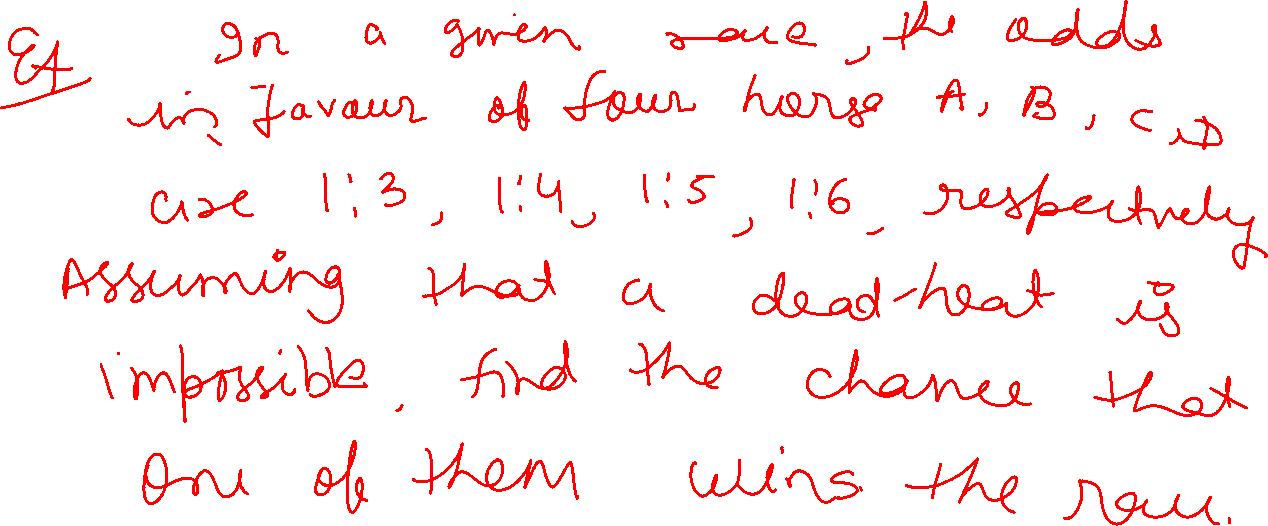 Ex In a given race, the odds
in favour of four horse A, B, C, D
are 1:3, 1:4, 1:5, 1:6, respectively
Assuming that a dead-heat is
impossible, find the chance that
one of them wins the race.